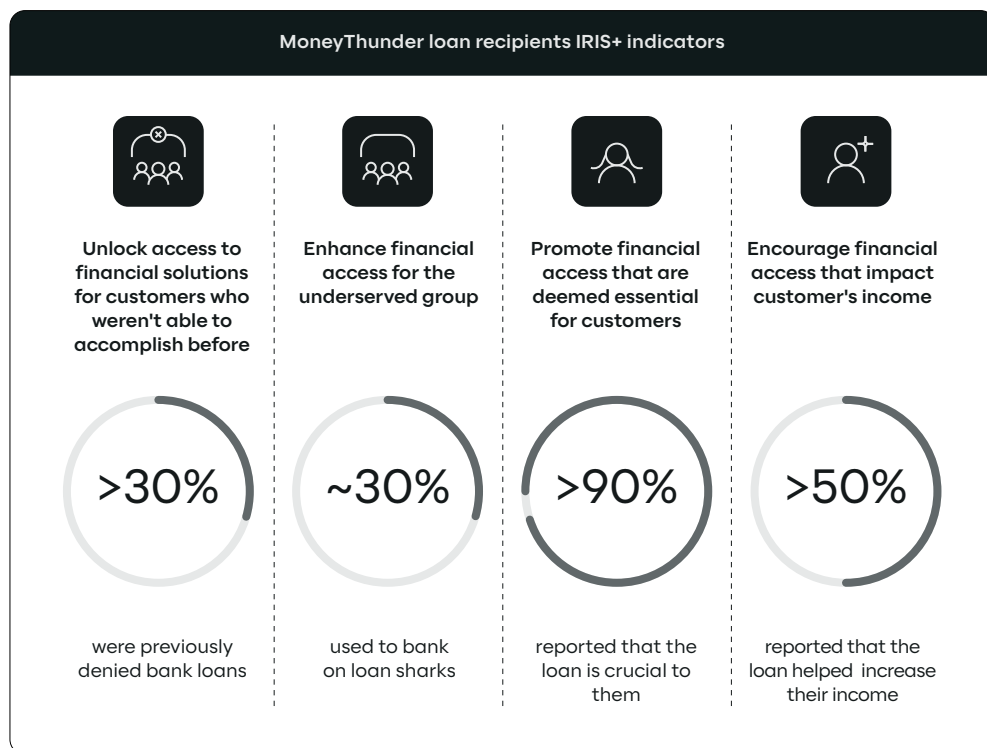 MoneyThunder loan recipients IRIS+ indicators
Unlock access to
financial solutions
for customers who
weren't able to
accomplish before
>30%
were previously
denied bank loans
Enhance financial
access for the
underserved group
~30%
used to bank
on loan sharks
Promote financial
access that are
deemed essential
for customers
>90%
reported that the
loan is crucial to
them
Encourage financial
access that impact
customer's income
>50%
reported that the
loan helped increase
their income